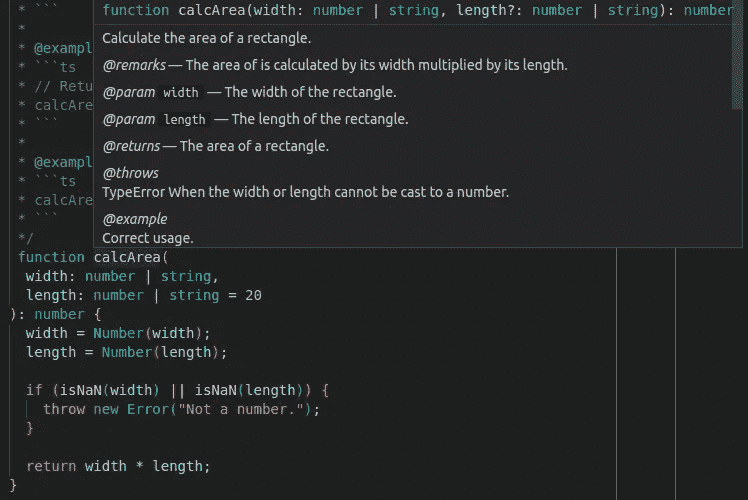 * ```
*
* @exampl
* ```ts
* // Retu
* calcAre
* ```
*
* @exampl
* ```ts
* calcAre
* ```
*/
function calcArea(width: number | string, length?: number | string): number
Calculate the area of a rectangle.
@remarks — The area of is calculated by its width multiplied by its length.
@param width — The width of the rectangle.
@param length — The length of the rectangle.
@returns — The area of a rectangle.
@throws
TypeError When the width or length cannot be cast to a number.
@example
Correct usage.
function calcArea(
width: number | string,
length: number | string = 20
): number {
width = Number(width);
length = Number(length);
if (isNaN(width) || isNaN(length)) {
throw new Error("Not a number.");
}
return width * length;
}